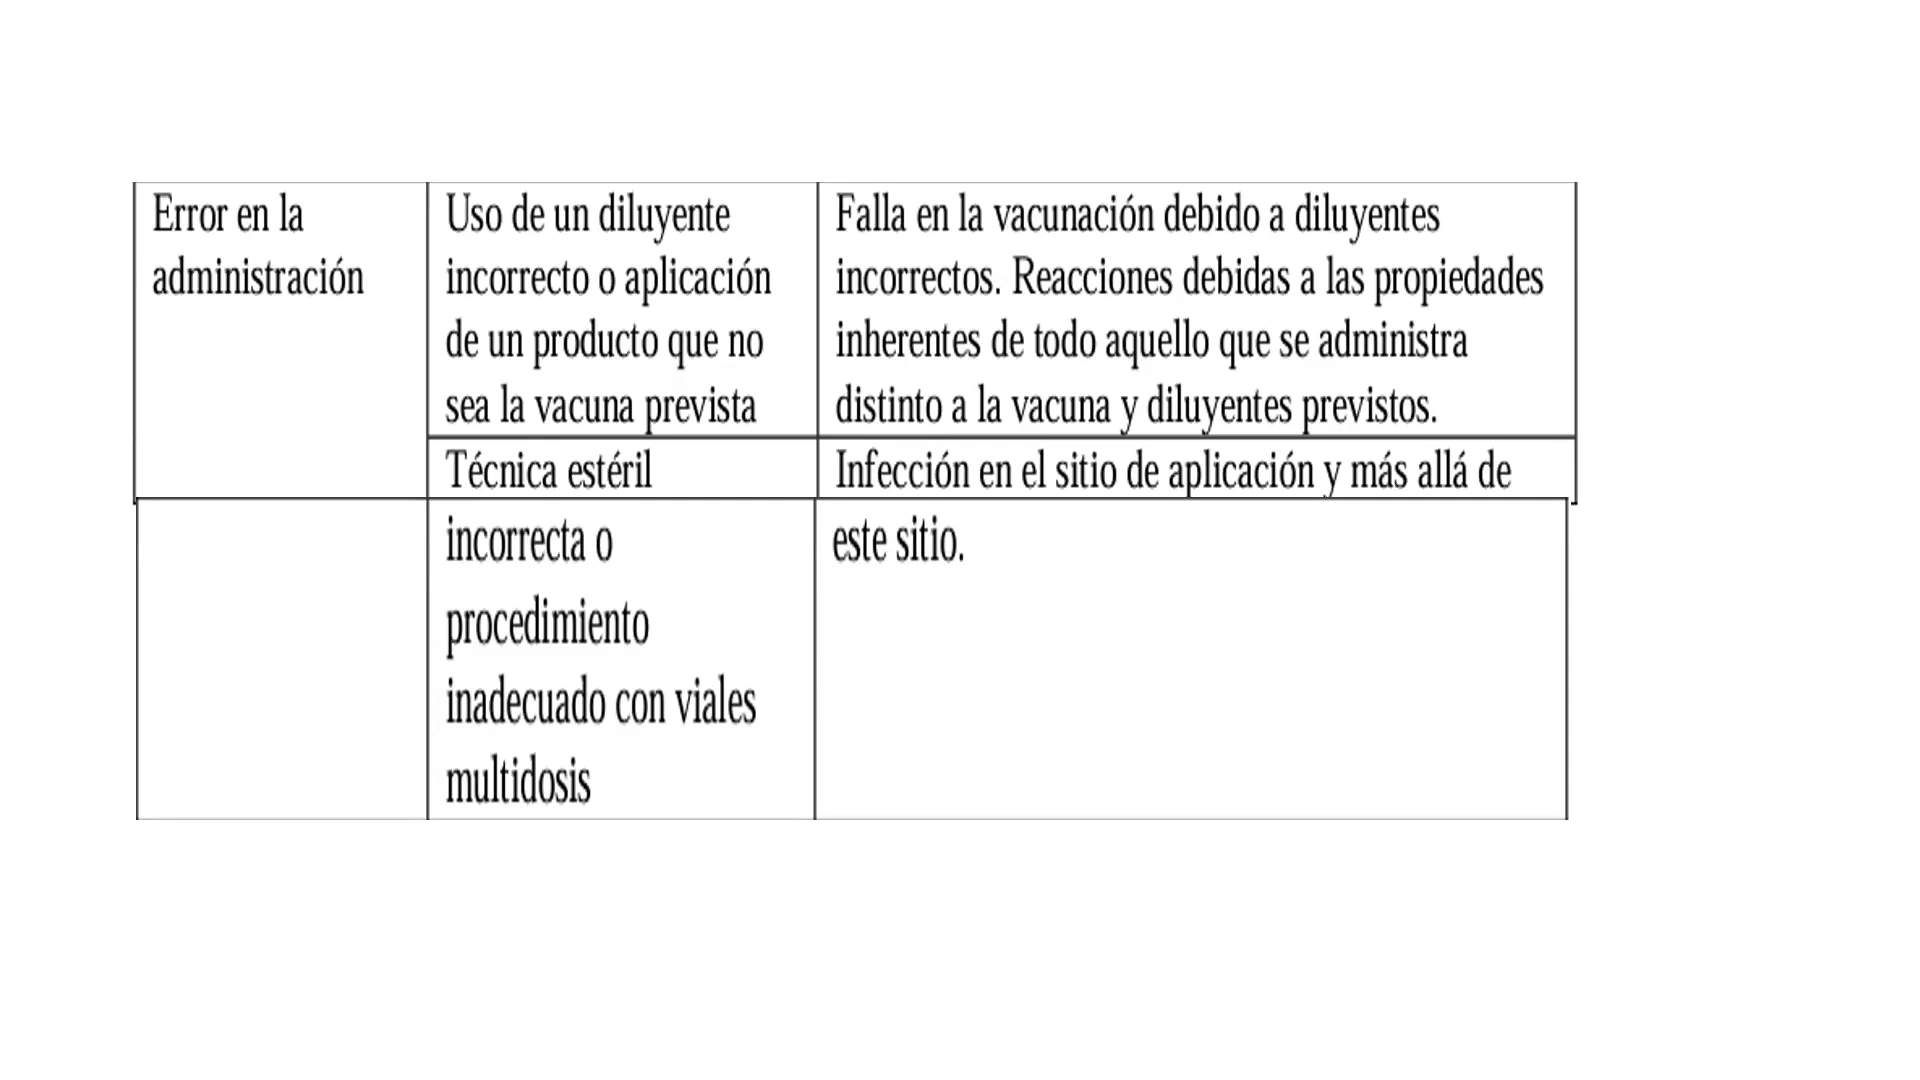 Error en la
administración
Uso de un diluyente
incorrecto o aplicación
de un producto que no
sea la vacuna prevista
Falla en la vacunación debido a diluyentes
incorrectos. Reacciones debidas a las propiedades
inherentes de todo aquello que se administra
distinto a la vacuna y diluyentes previstos.
Técnica estéril
incorrecta o
procedimiento
inadecuado con viales
multidosis
Infección en el sitio de aplicación y más allá de
este sitio.